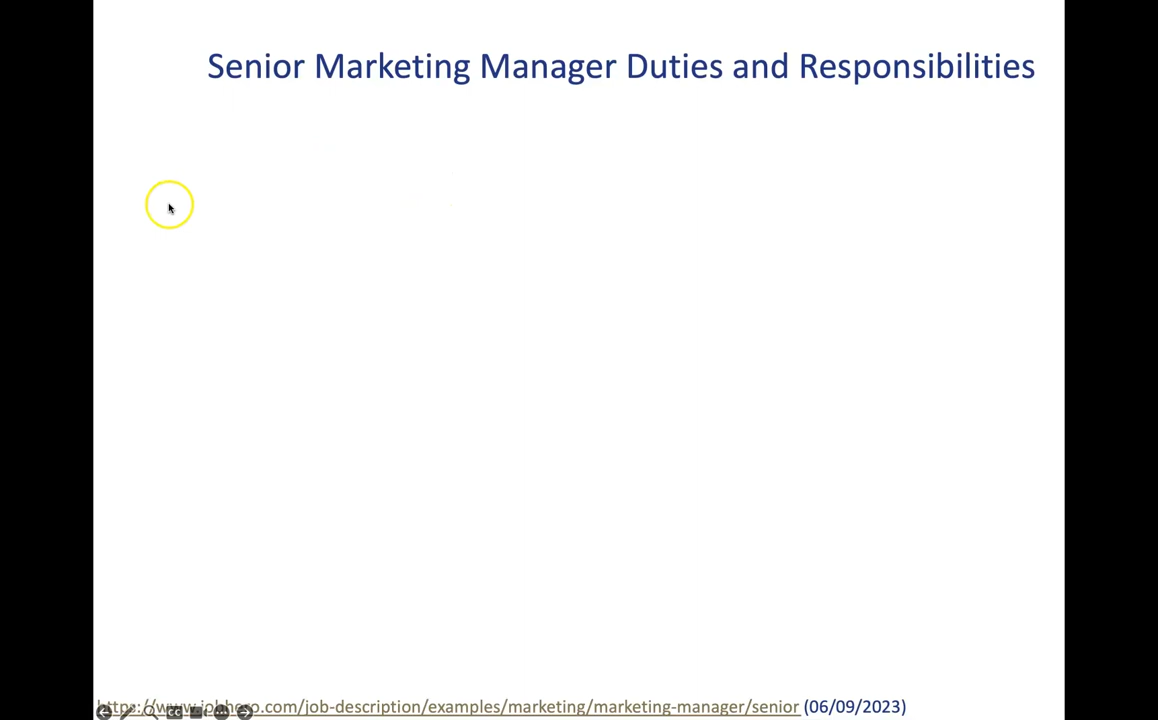 Senior Marketing Manager Duties and Responsibilities
https://www.jobhero.com/job-description/examples/marketing/marketing-manager/senior (06/09/2023)